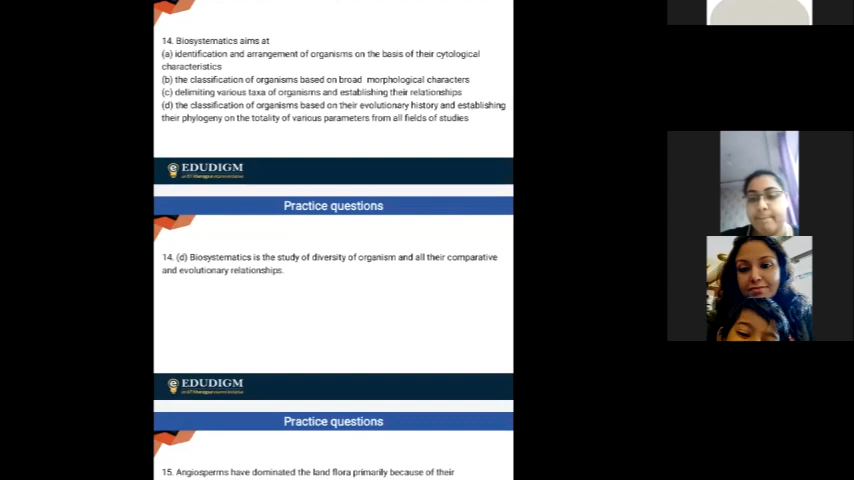 14. Biosystematics aims at
(a) identification and arrangement of organisms on the basis of their cytological
characteristics
(b) the classification of organisms based on broad morphological characters
(c) delimiting various taxa of organisms and establishing their relationships
(d) the classification of organisms based on their evolutionary history and establishing
their phylogeny on the totality of various parameters from all fields of studies
EDUDIGM
Practice questions
14. (d) Biosystematics is the study of diversity of organism and all their comparative
and evolutionary relationships.
EDUDIGM
Practice questions
15. Angiosperms have dominated the land flora primarily because of their